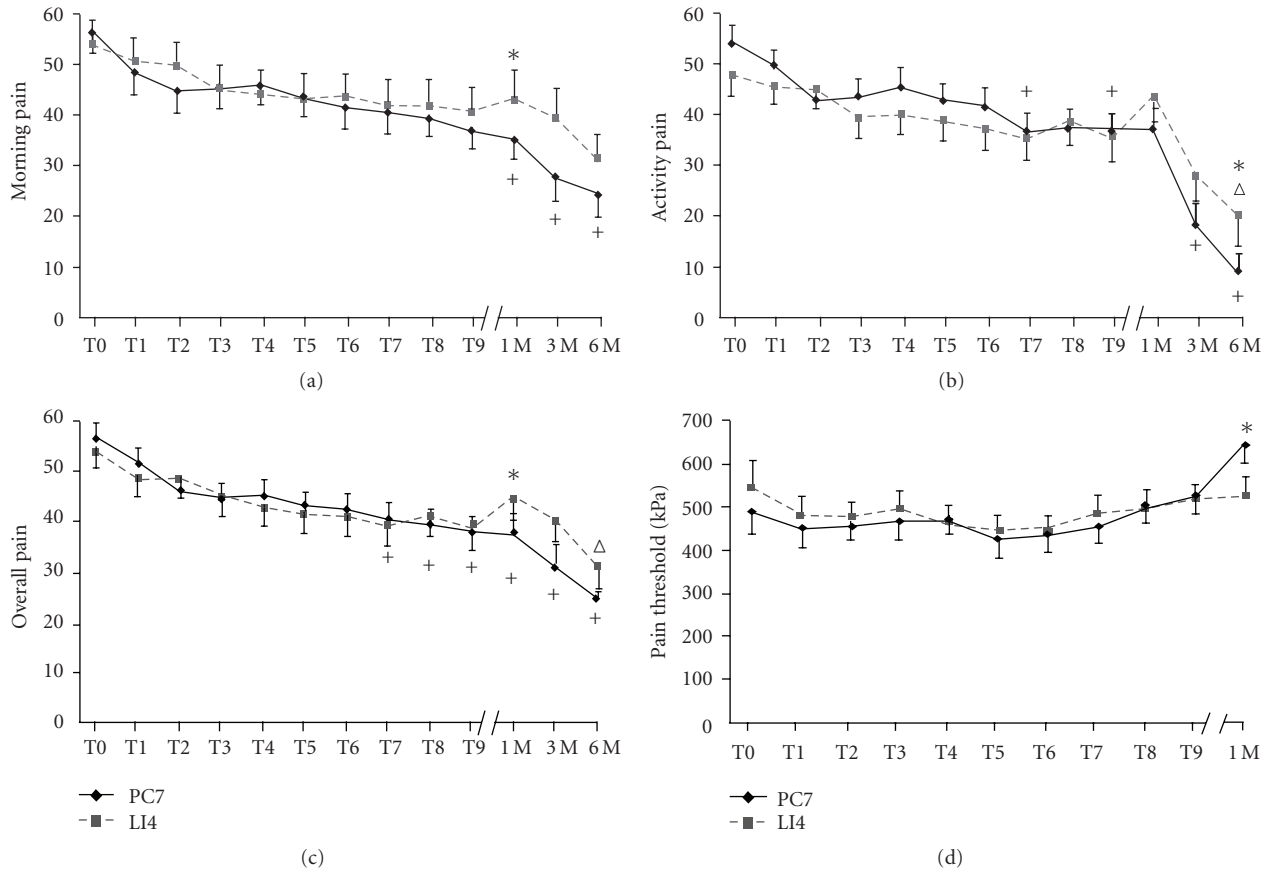 60
50
40
30
20
10
0
Morning pain
T0 T1 T2 T3 T4 T5 T6 T7 T8 T9 1 M 3 M 6 M
*
+ + +
(a)
60
50
40
30
20
10
0
Activity pain
T0 T1 T2 T3 T4 T5 T6 T7 T8 T9 1 M 3 M 6 M
+ +
*
Δ
+ +
(b)
60
50
40
30
20
10
0
Overall pain
T0 T1 T2 T3 T4 T5 T6 T7 T8 T9 1 M 3 M 6 M
*
Δ
+ + + + + +
PC7
LI4
(c)
700
600
500
400
300
200
100
0
Pain threshold (kPa)
T0 T1 T2 T3 T4 T5 T6 T7 T8 T9 1 M
*
PC7
LI4
(d)